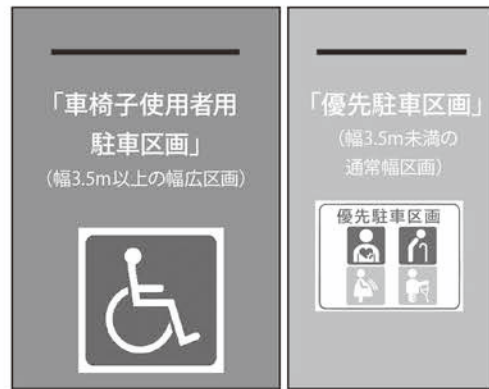 「車椅子使用者用
駐車区画」
（幅3.5m以上の幅広区画）
「優先駐車区画」
（幅3.5m未満の
通常幅区画）
優先駐車区画